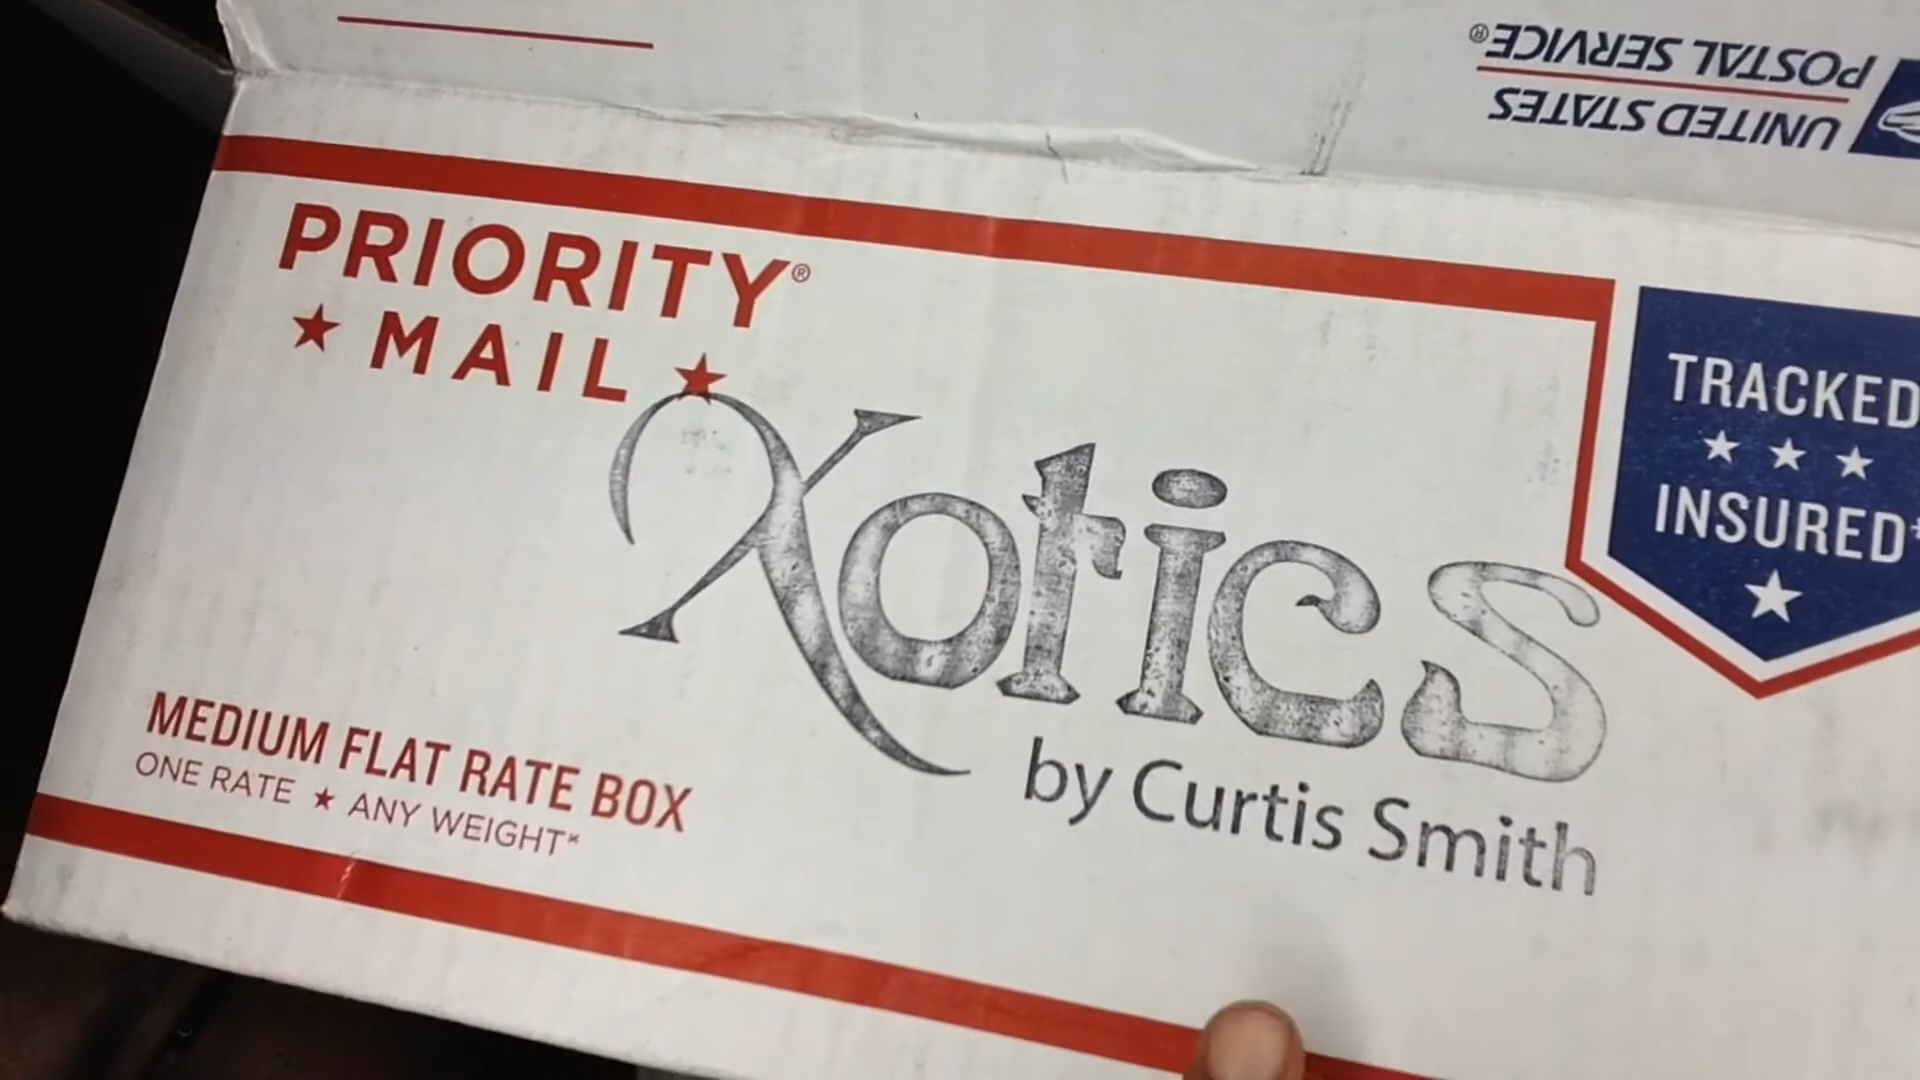 UNITED STATES
POSTAL SERVICE®
PRIORITY®
★ MAIL ★
TRACKED
★ ★ ★
INSURED
★
Xotics
by Curtis Smith
MEDIUM FLAT RATE BOX
ONE RATE ★ ANY WEIGHT*